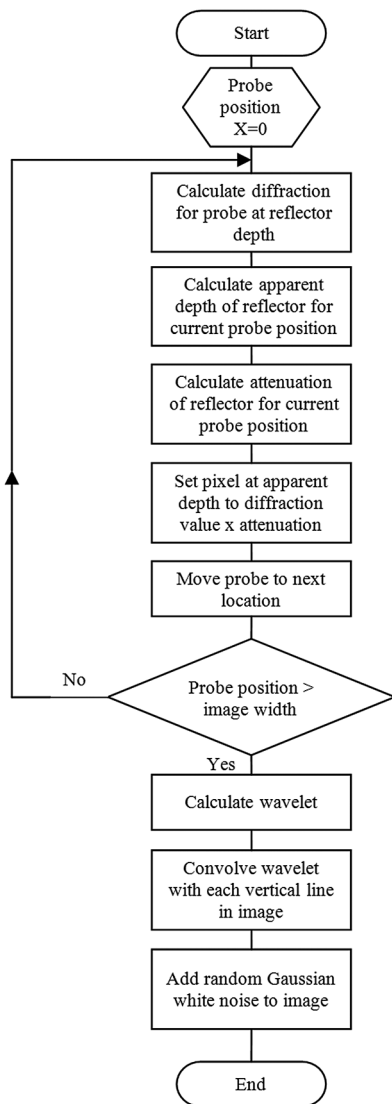 Start
Probe
position
X=0
Calculate diffraction
for probe at reflector
depth
Calculate apparent
depth of reflector for
current probe position
Calculate attenuation
of reflector for current
probe position
Set pixel at apparent
depth to diffraction
value x attenuation
Move probe to next
location
No
Probe position >
image width
Yes
Calculate wavelet
Convolve wavelet
with each vertical line
in image
Add random Gaussian
white noise to image
End